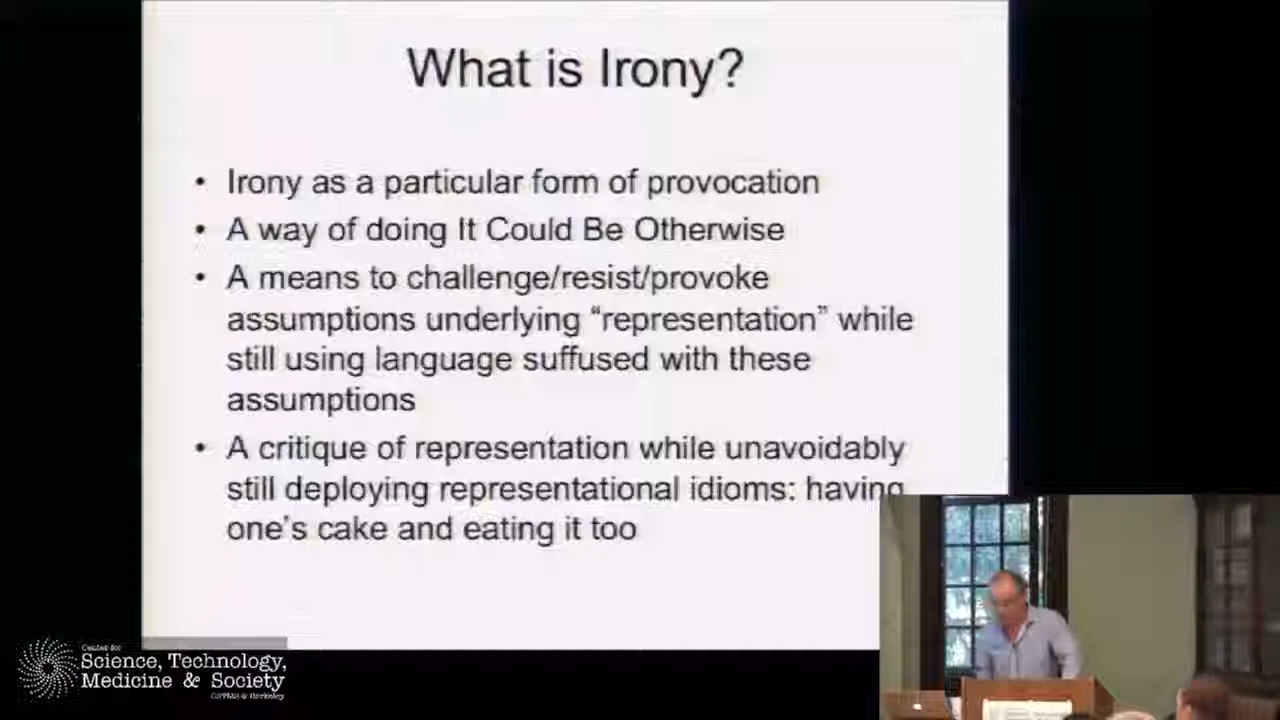 What is Irony?
• Irony as a particular form of provocation
• A way of doing It Could Be Otherwise
• A means to challenge/resist/provoke
assumptions underlying “representation” while
still using language suffused with these
assumptions
• A critique of representation while unavoidably
still deploying representational idioms: having
one’s cake and eating it too
Center for
Science, Technology,
Medicine & Society